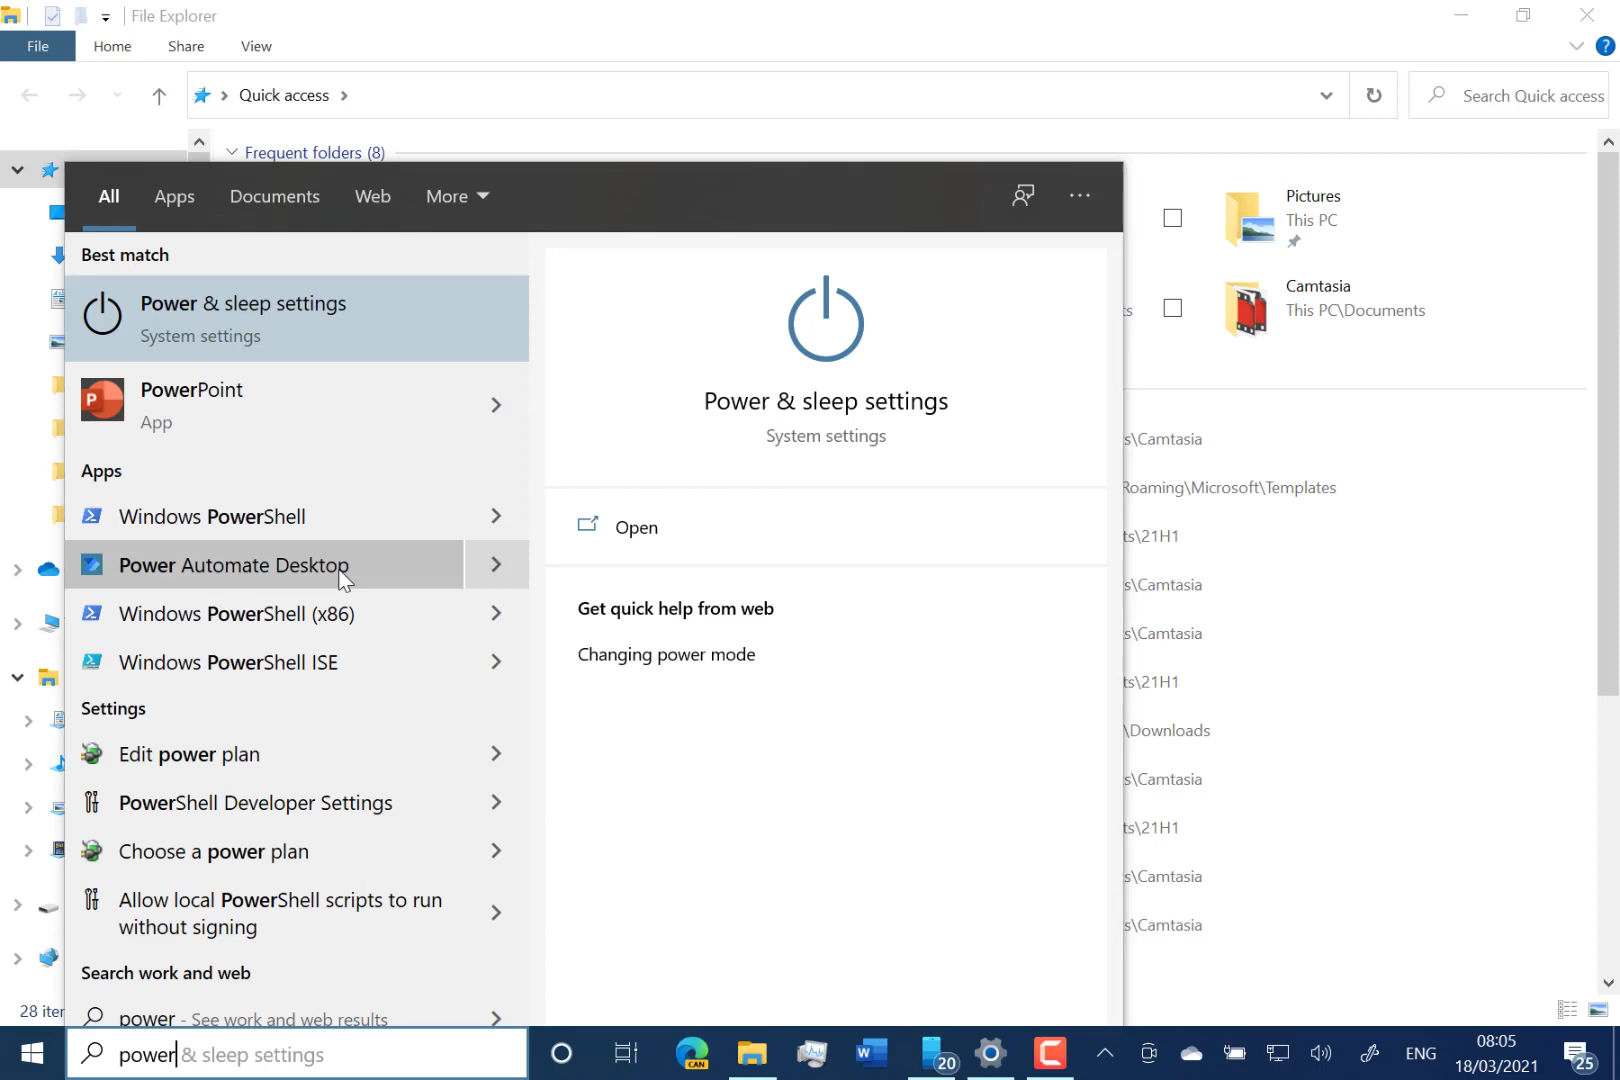 File Explorer
File
Home
Share
View
?
Quick access
Search Quick access
Frequent folders (8)
All
Apps
Documents
Web
More
Best match
Power & sleep settings
System settings
PowerPoint
App
Apps
Windows PowerShell
Power Automate Desktop
Windows PowerShell (x86)
Windows PowerShell ISE
Settings
Edit power plan
PowerShell Developer Settings
Choose a power plan
Allow local PowerShell scripts to run
without signing
Search work and web
power - See work and web results
Power & sleep settings
System settings
Open
Get quick help from web
Changing power mode
Pictures
This PC
Camtasia
ts
This PC\Documents
s\Camtasia
Roaming\Microsoft\Templates
ts\21H1
s\Camtasia
s\Camtasia
ts\21H1
\Downloads
s\Camtasia
ts\21H1
s\Camtasia
s\Camtasia
28 iter
power & sleep settings
CAN
20
ENG
08:05
18/03/2021
25